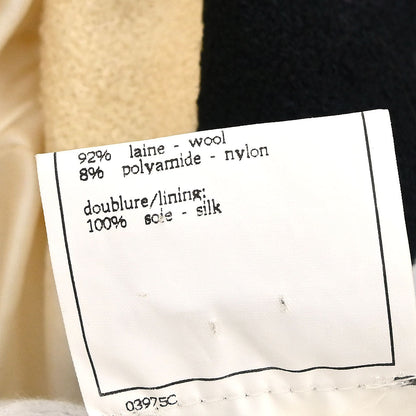 92% laine - wool
8% polyamide - nylon
doublure/lining:
100% soie - silk
03975C